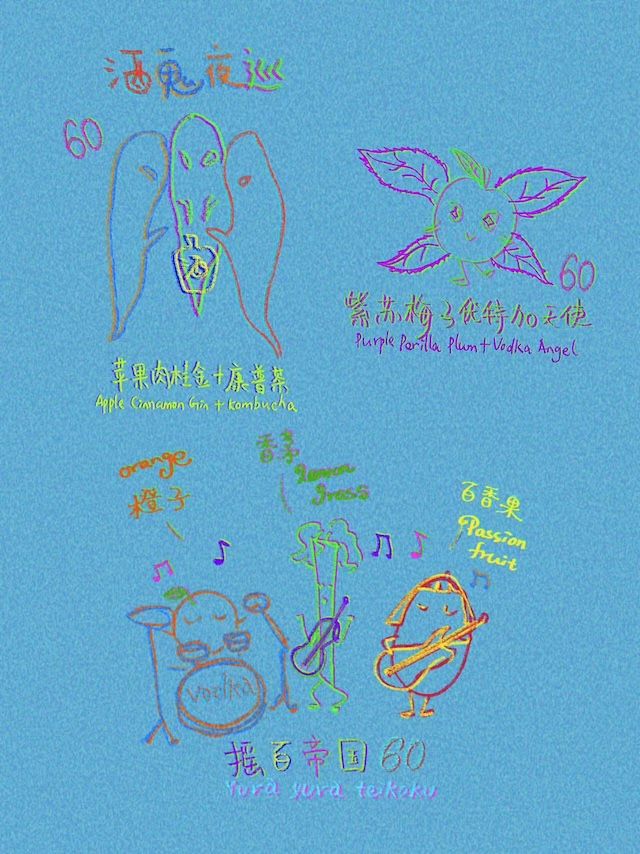 酒鬼夜巡
60
苹果肉桂金+康普茶
Apple Cinnamon Gin + Kombucha
60
紫苏梅子伏特加天使
Purple Perilla Plum + Vodka Angel
orange
橙子
香茅
lemon
grass
百香果
Passion
fruit
vodka
摇百帝国 60
Yura yura teikoku